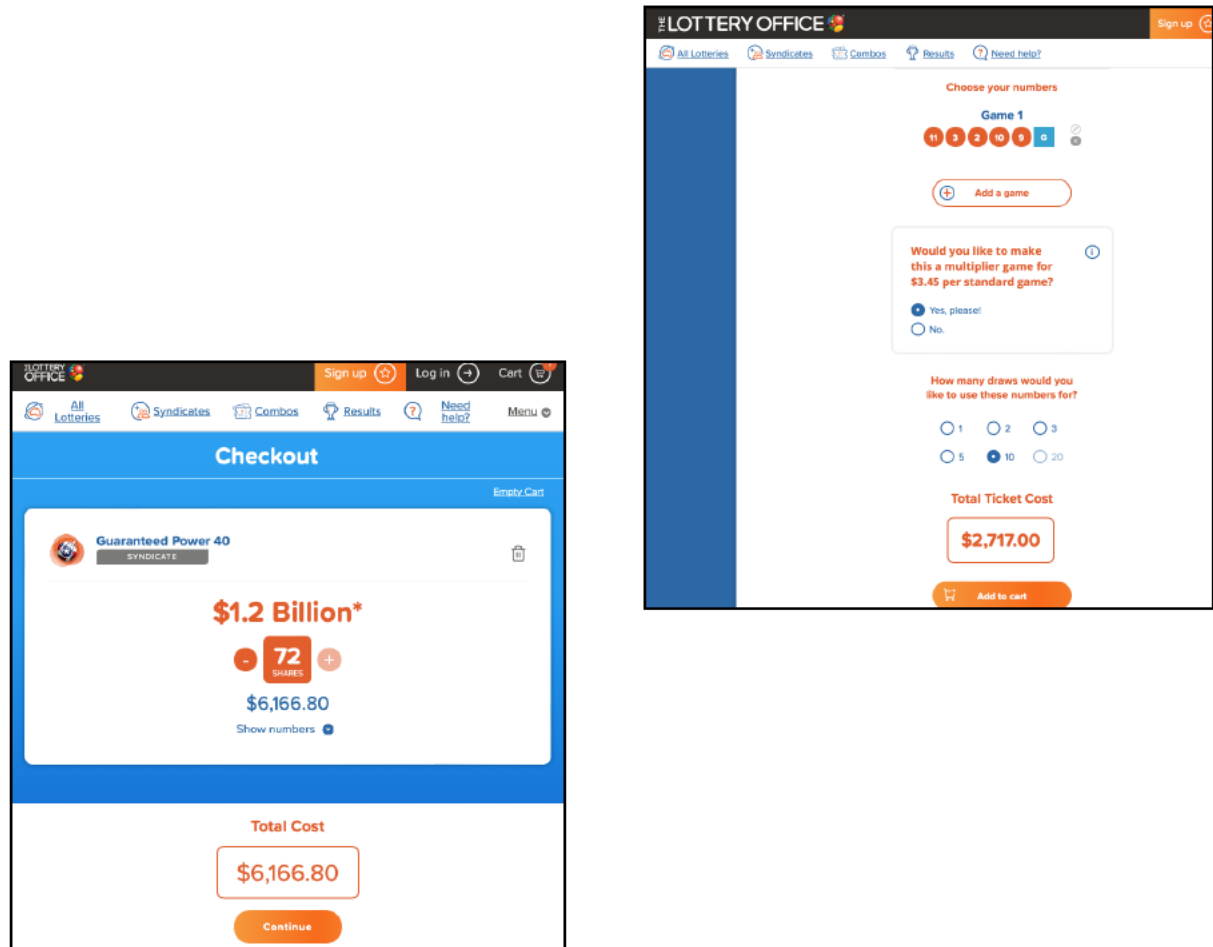 THE LOTTERY OFFICE
Sign up
All Lotteries Syndicates Combos Results Need help?
Choose your numbers
Game 1
11 3 2 10 9 G
Add a game
Would you like to make
this a multiplier game for
$3.45 per standard game?
Yes, please!
No.
How many draws would you
like to use these numbers for?
1 2 3
5 10 20
Total Ticket Cost
$2,717.00
Add to cart
THE LOTTERY
OFFICE
Sign up Log in Cart
All
Lotteries
Syndicates Combos Results
Need
help?
Menu
Checkout
Empty Cart
Guaranteed Power 40
SYNDICATE
$1.2 Billion*
- 72 +
SHARES
$6,166.80
Show numbers
Total Cost
$6,166.80
Continue